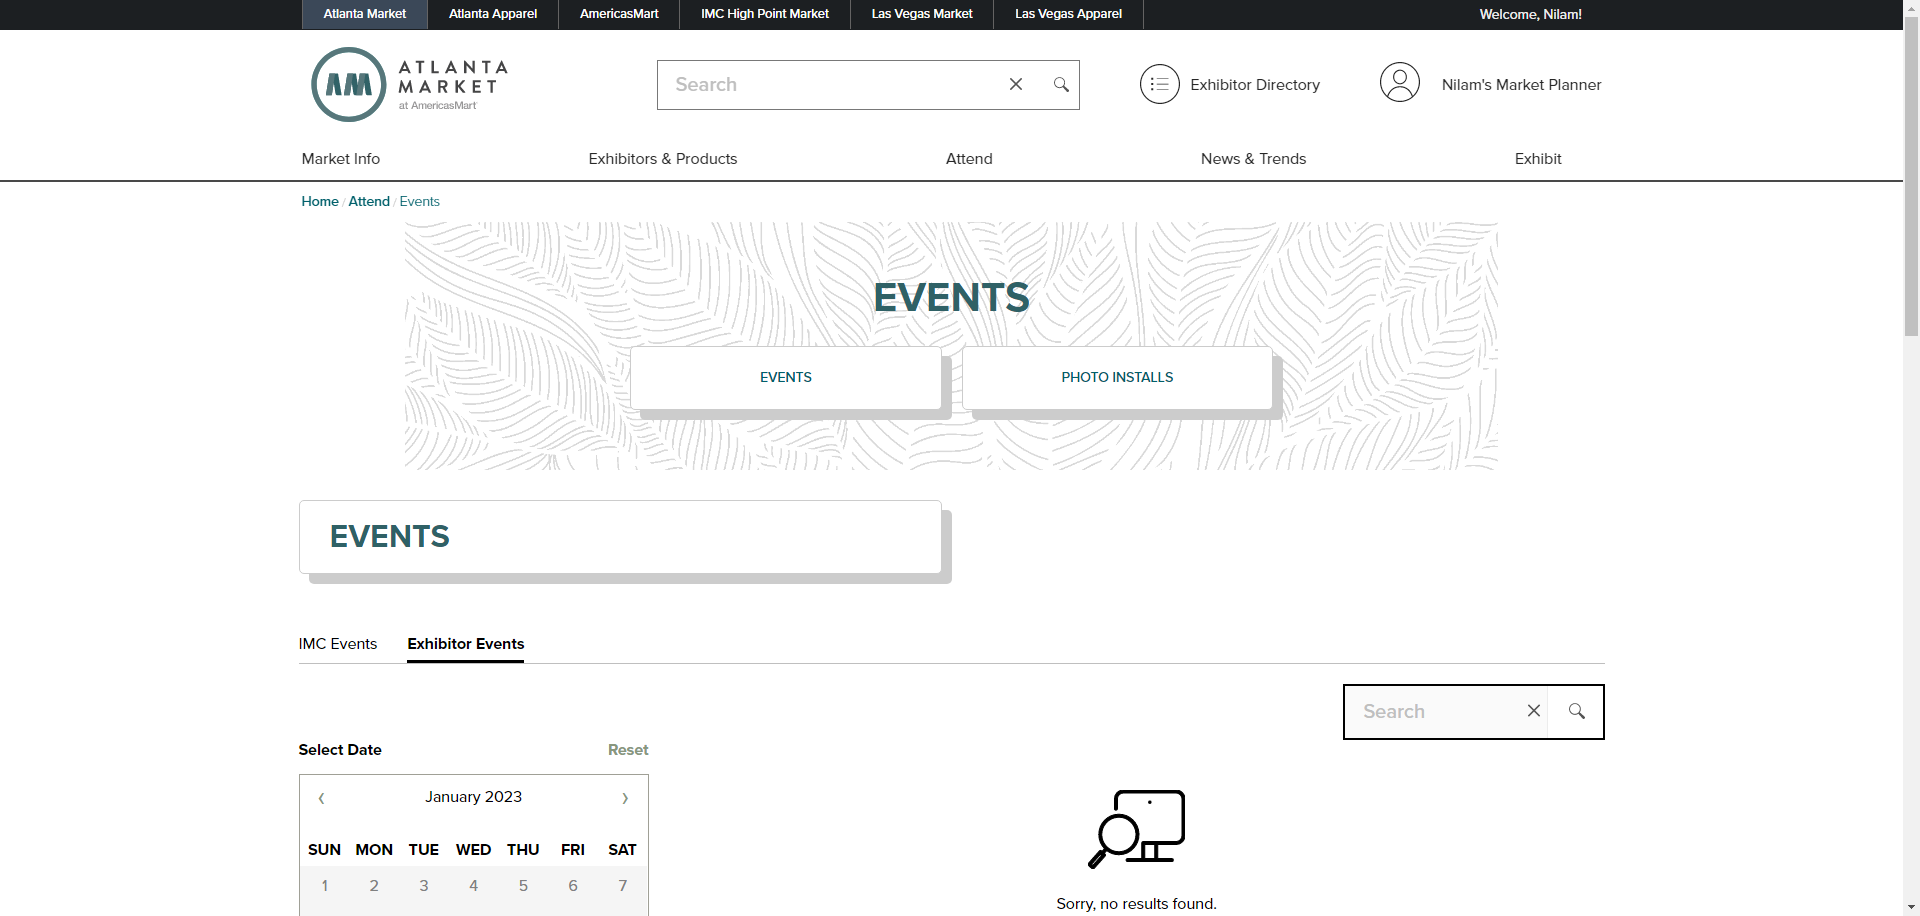 Atlanta Market Atlanta Apparel AmericasMart IMC High Point Market Las Vegas Market Las Vegas Apparel Welcome, Nilam!
AM ATLANTA MARKET at AmericasMart
Search
Exhibitor Directory
Nilam's Market Planner
Market Info Exhibitors & Products Attend News & Trends Exhibit
Home / Attend / Events
EVENTS
EVENTS PHOTO INSTALLS
EVENTS
IMC Events Exhibitor Events
Search
Select Date Reset
‹ January 2023 ›
SUN MON TUE WED THU FRI SAT
1 2 3 4 5 6 7
Sorry, no results found.